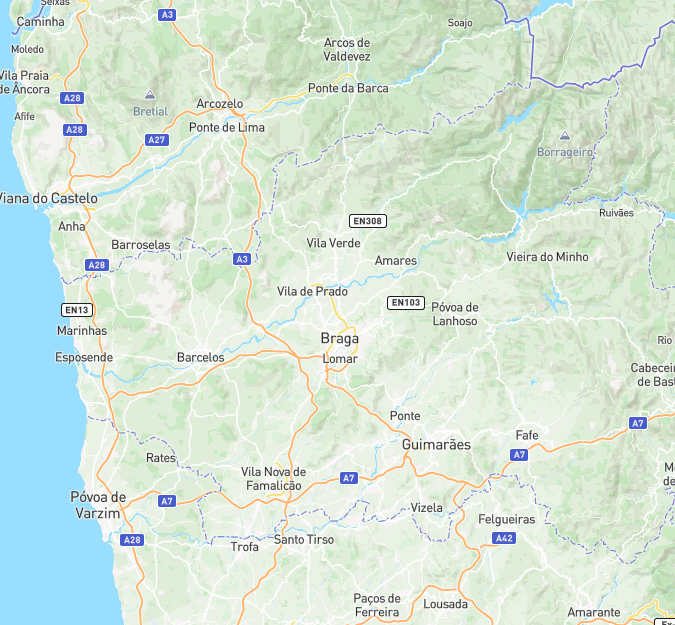 Seixas
Caminha
A3
Soajo
Moledo
Arcos de
Valdevez
Vila Praia
de Âncora
A28
Bretial
Arcozelo
Ponte da Barca
Afife
A28
A27
Ponte de Lima
Borrageiro
Viana do Castelo
Anha
EN308
Ruivães
Barroselas
Vila Verde
A28
A3
Amares
Vieira do Minho
Vila de Prado
EN103
EN13
Póvoa de
Lanhoso
Marinhas
Braga
Rio
Esposende
Barcelos
Lomar
Cabecei
de Bast
Ponte
A7
Guimarães
Fafe
A7
Rates
Vila Nova de
Famalicão
A7
Póvoa de
Varzim
A7
Vizela
Felgueiras
A28
Trofa
Santo Tirso
A42
Paços de
Ferreira
Lousada
Amarante